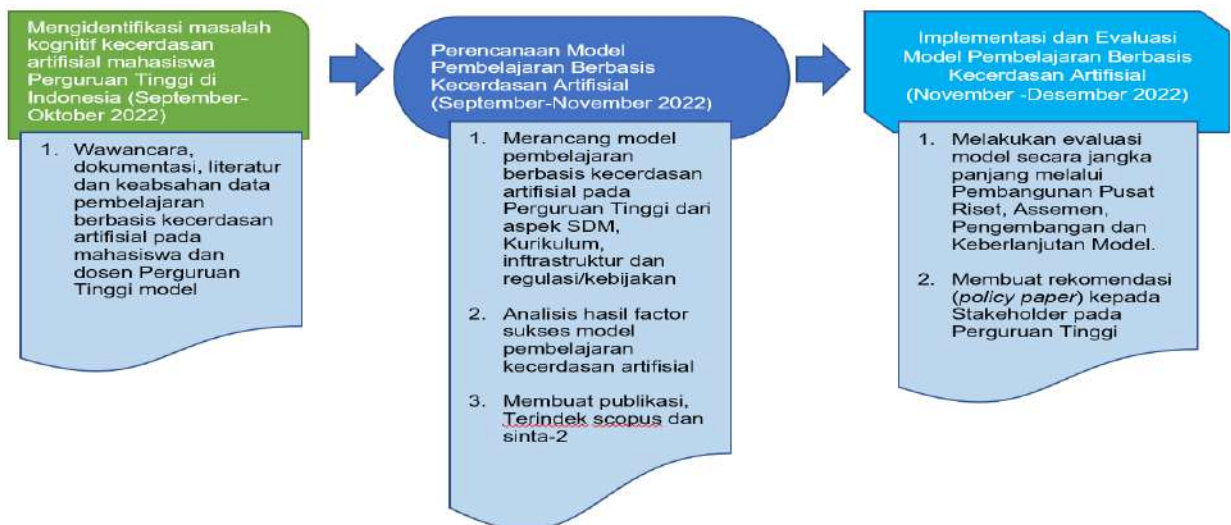 Mengidentifikasi masalah
kognitif kecerdasan
artifisial mahasiswa
Perguruan Tinggi di
Indonesia (September-
Oktober 2022)
1. Wawancara,
dokumentasi, literatur
dan keabsahan data
pembelajaran
berbasis kecerdasan
artifisial pada
mahasiswa dan
dosen Perguruan
Tinggi model
Perencanaan Model
Pembelajaran Berbasis
Kecerdasan Artifisial
(September-November 2022)
1. Merancang model
pembelajaran
berbasis kecerdasan
artifisial pada
Perguruan Tinggi dari
aspek SDM,
Kurikulum,
inftrastruktur dan
regulasi/kebijakan
2. Analisis hasil factor
sukses model
pembelajaran
kecerdasan artifisial
3. Membuat publikasi,
Terindek scopus dan
sinta-2
Implementasi dan Evaluasi
Model Pembelajaran Berbasis
Kecerdasan Artifisial
(November -Desember 2022)
1. Melakukan evaluasi
model secara jangka
panjang melalui
Pembangunan Pusat
Riset, Assemen,
Pengembangan dan
Keberlanjutan Model.
2. Membuat rekomendasi
(policy paper) kepada
Stakeholder pada
Perguruan Tinggi